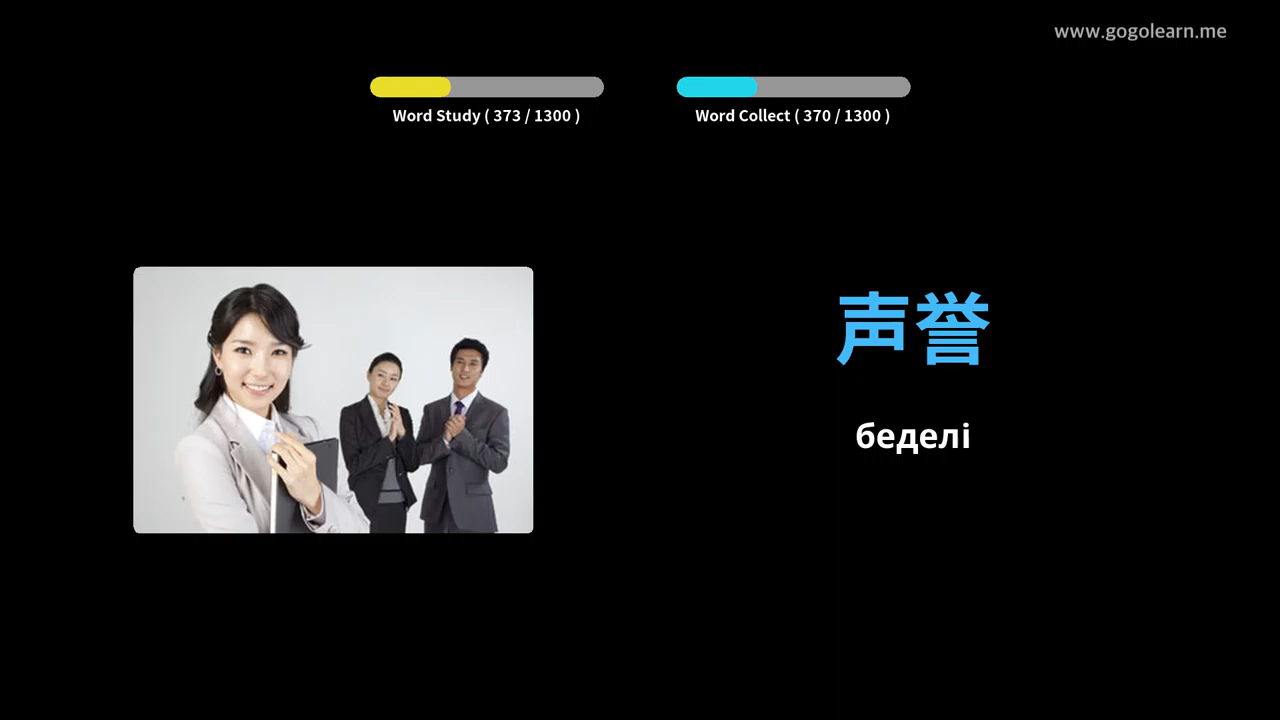 www.gogolearn.me
Word Study ( 373 / 1300 )
Word Collect ( 370 / 1300 )
声誉
беделі